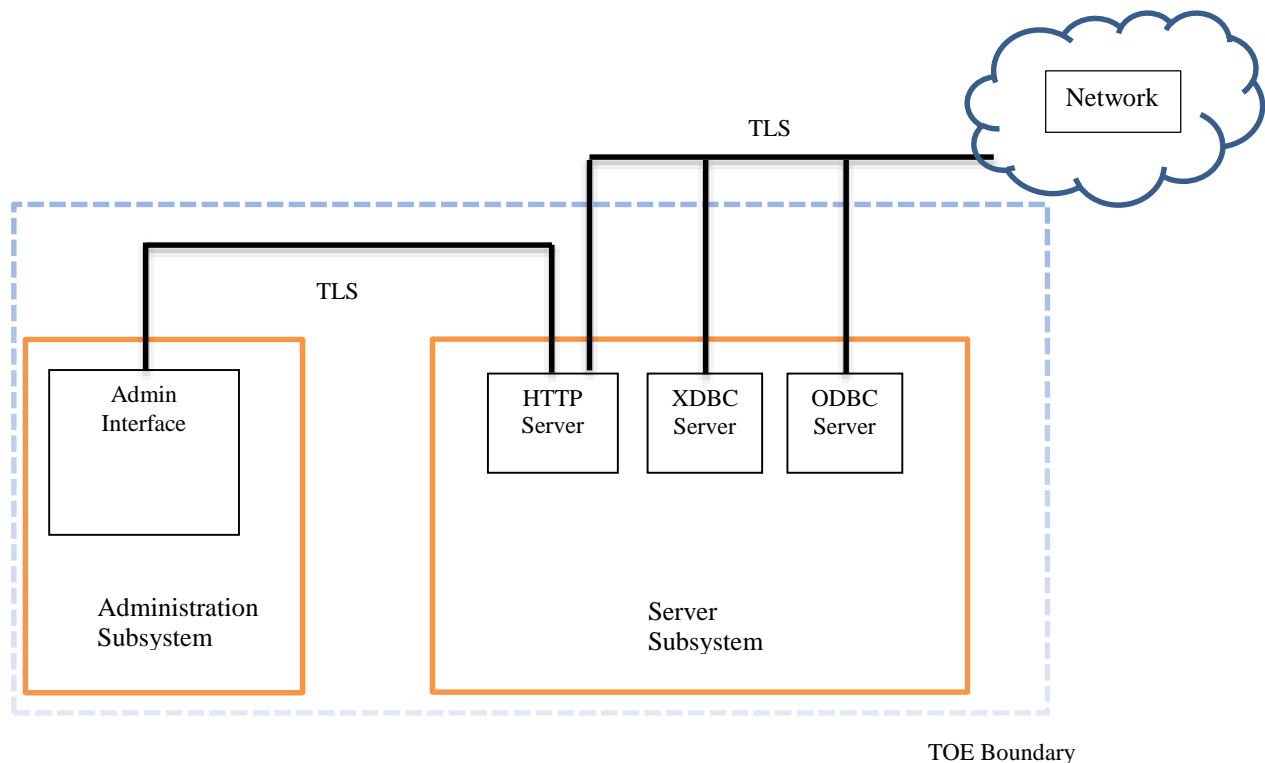 Network
TLS
TLS
Admin
Interface
HTTP
Server
XDBC
Server
ODBC
Server
Administration
Subsystem
Server
Subsystem
TOE Boundary